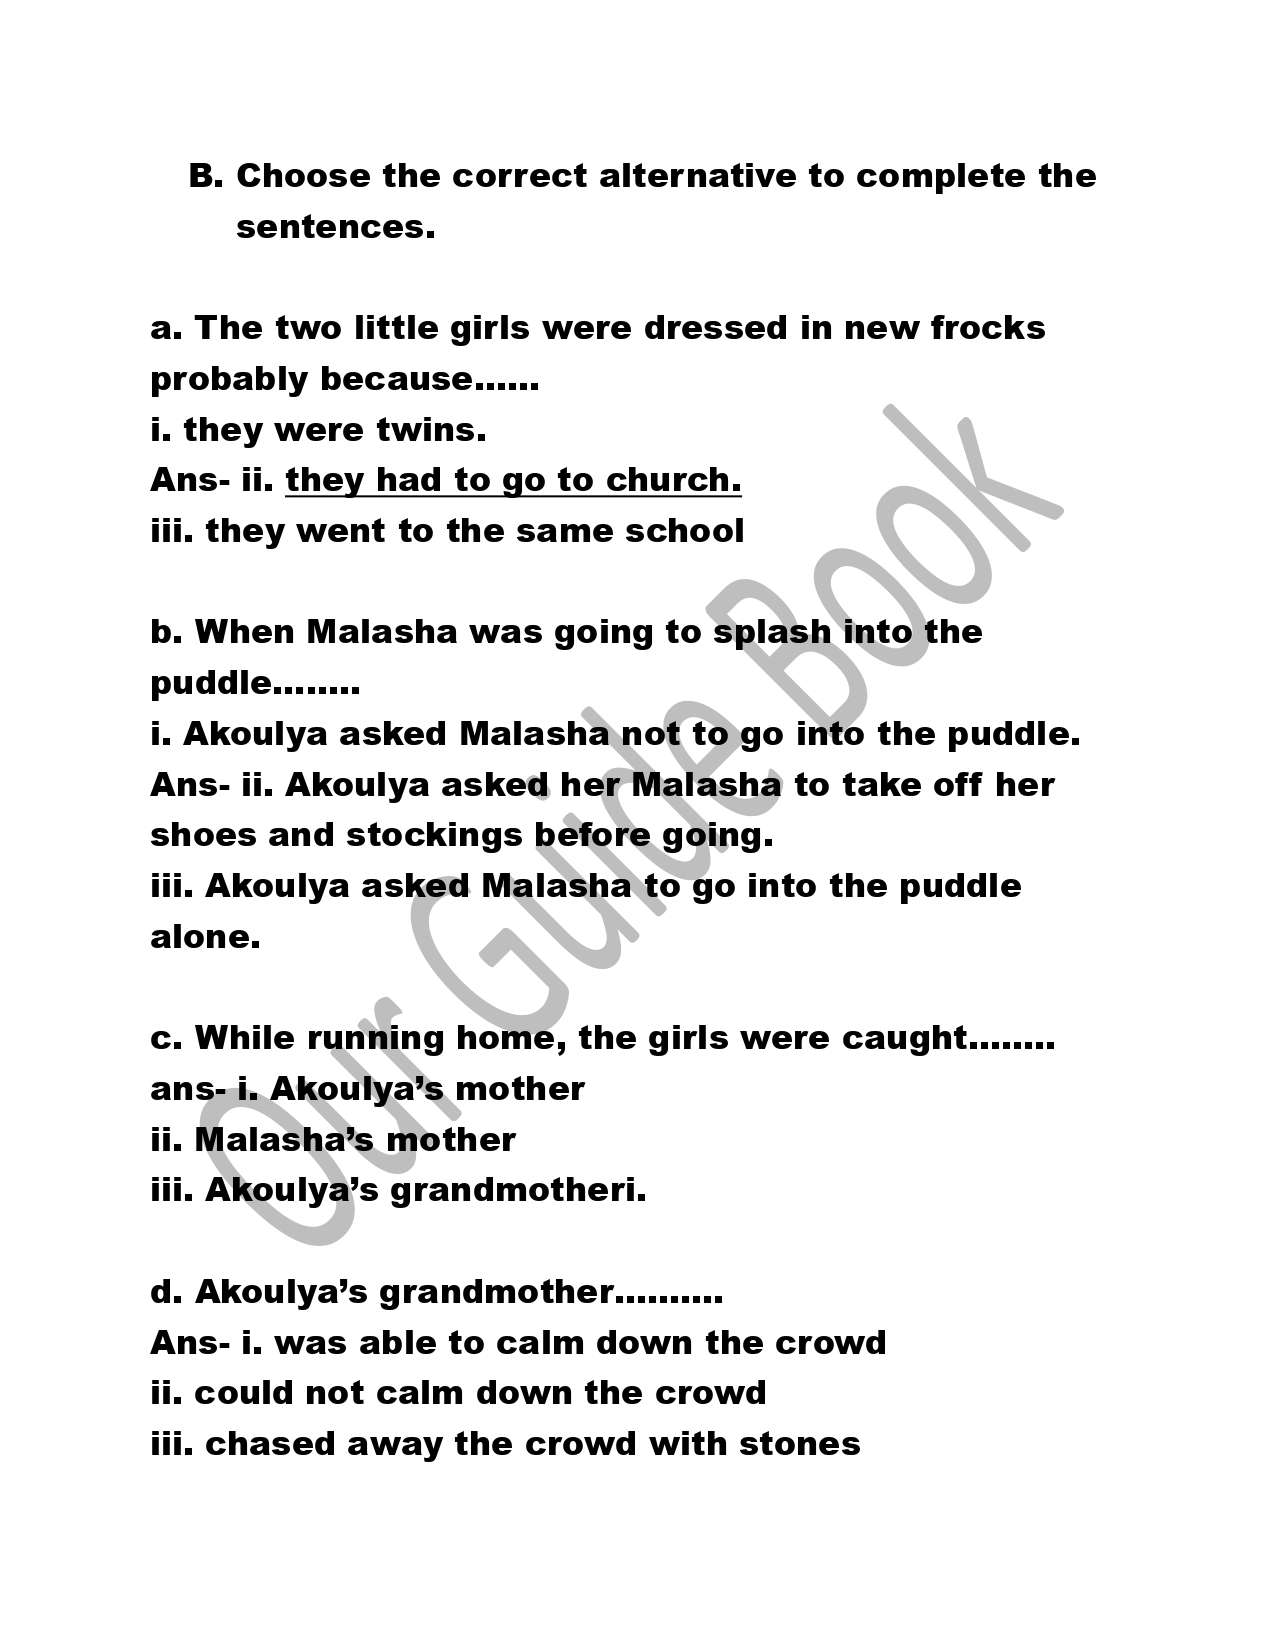 B. Choose the correct alternative to complete the
sentences.
a. The two little girls were dressed in new frocks
probably because......
i. they were twins.
Ans- ii. they had to go to church.
iii. they went to the same school
b. When Malasha was going to splash into the
puddle........
i. Akoulya asked Malasha not to go into the puddle.
Ans- ii. Akoulya asked her Malasha to take off her
shoes and stockings before going.
iii. Akoulya asked Malasha to go into the puddle
alone.
c. While running home, the girls were caught........
ans- i. Akoulya’s mother
ii. Malasha’s mother
iii. Akoulya’s grandmotheri.
d. Akoulya’s grandmother..........
Ans- i. was able to calm down the crowd
ii. could not calm down the crowd
iii. chased away the crowd with stones
Our Guide Book